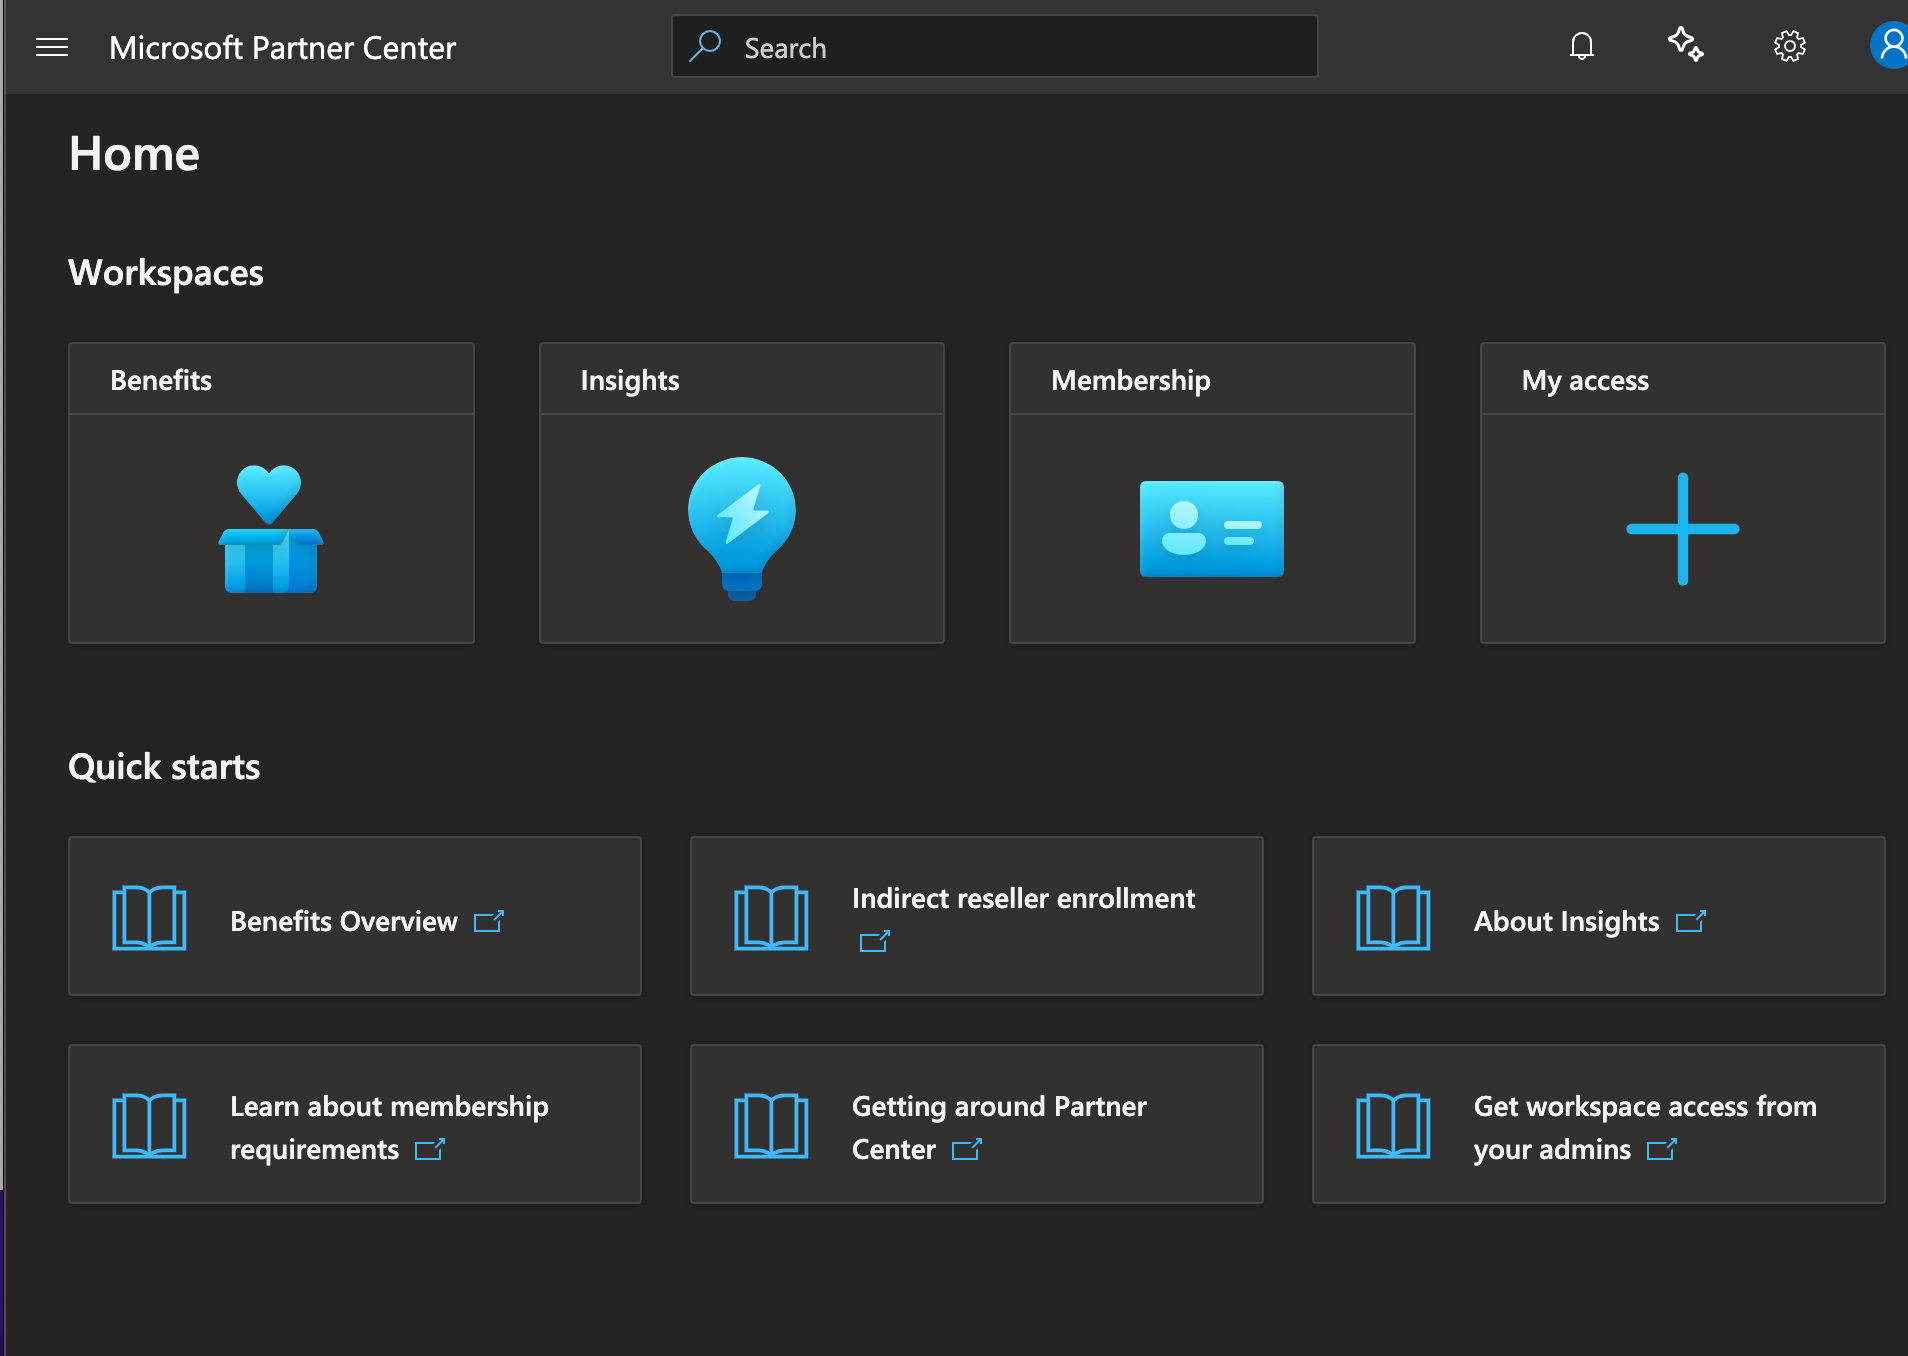 Microsoft Partner Center
Search
Home
Workspaces
Benefits
Insights
Membership
My access
Quick starts
Benefits Overview
Indirect reseller enrollment
About Insights
Learn about membership
requirements
Getting around Partner
Center
Get workspace access from
your admins